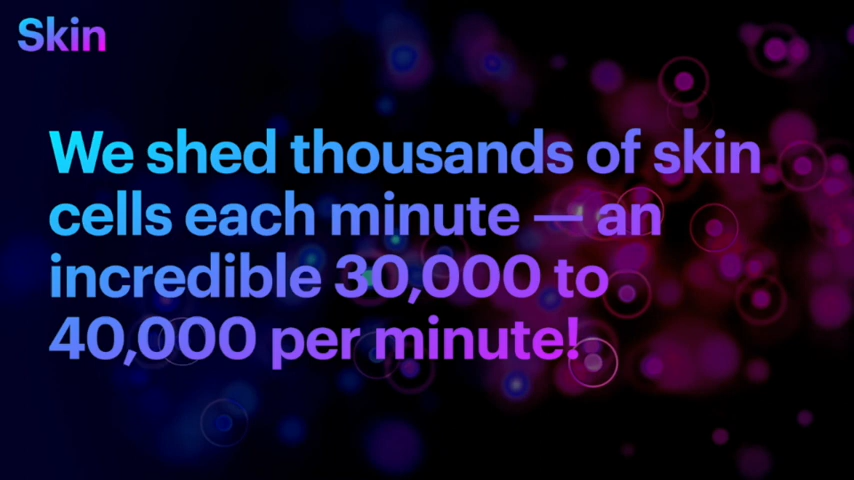 Skin
We shed thousands of skin
cells each minute — an
incredible 30,000 to
40,000 per minute!